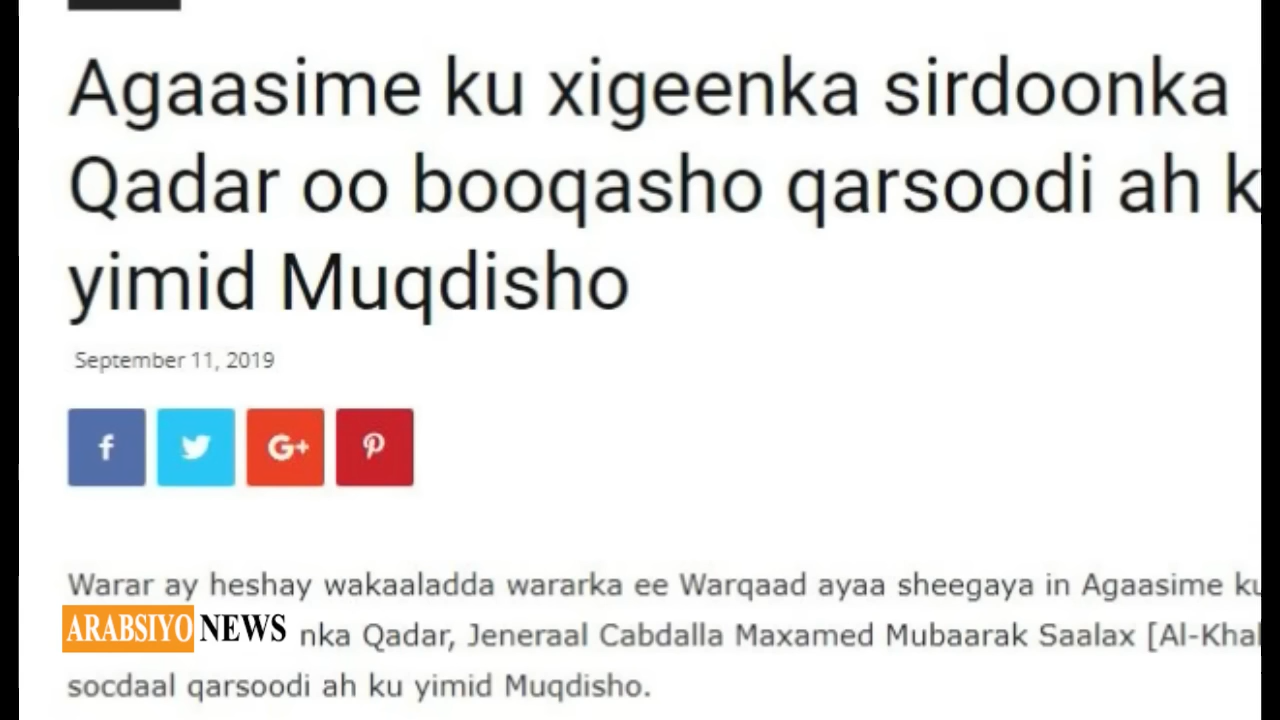 Agaasime ku xigeenka sirdoonka
Qadar oo booqasho qarsoodi ah
yimid Muqdisho
September 11, 2019
f G+
Warar ay heshay wakaaladda wararka ee Warqaad ayaa sheegaya in Agaasime ku
ARABSIYO NEWS nka Qadar, Jeneraal Cabdalla Maxamed Mubaarak Saalax [Al-Khal
socdaal qarsoodi ah ku yimid Muqdisho.